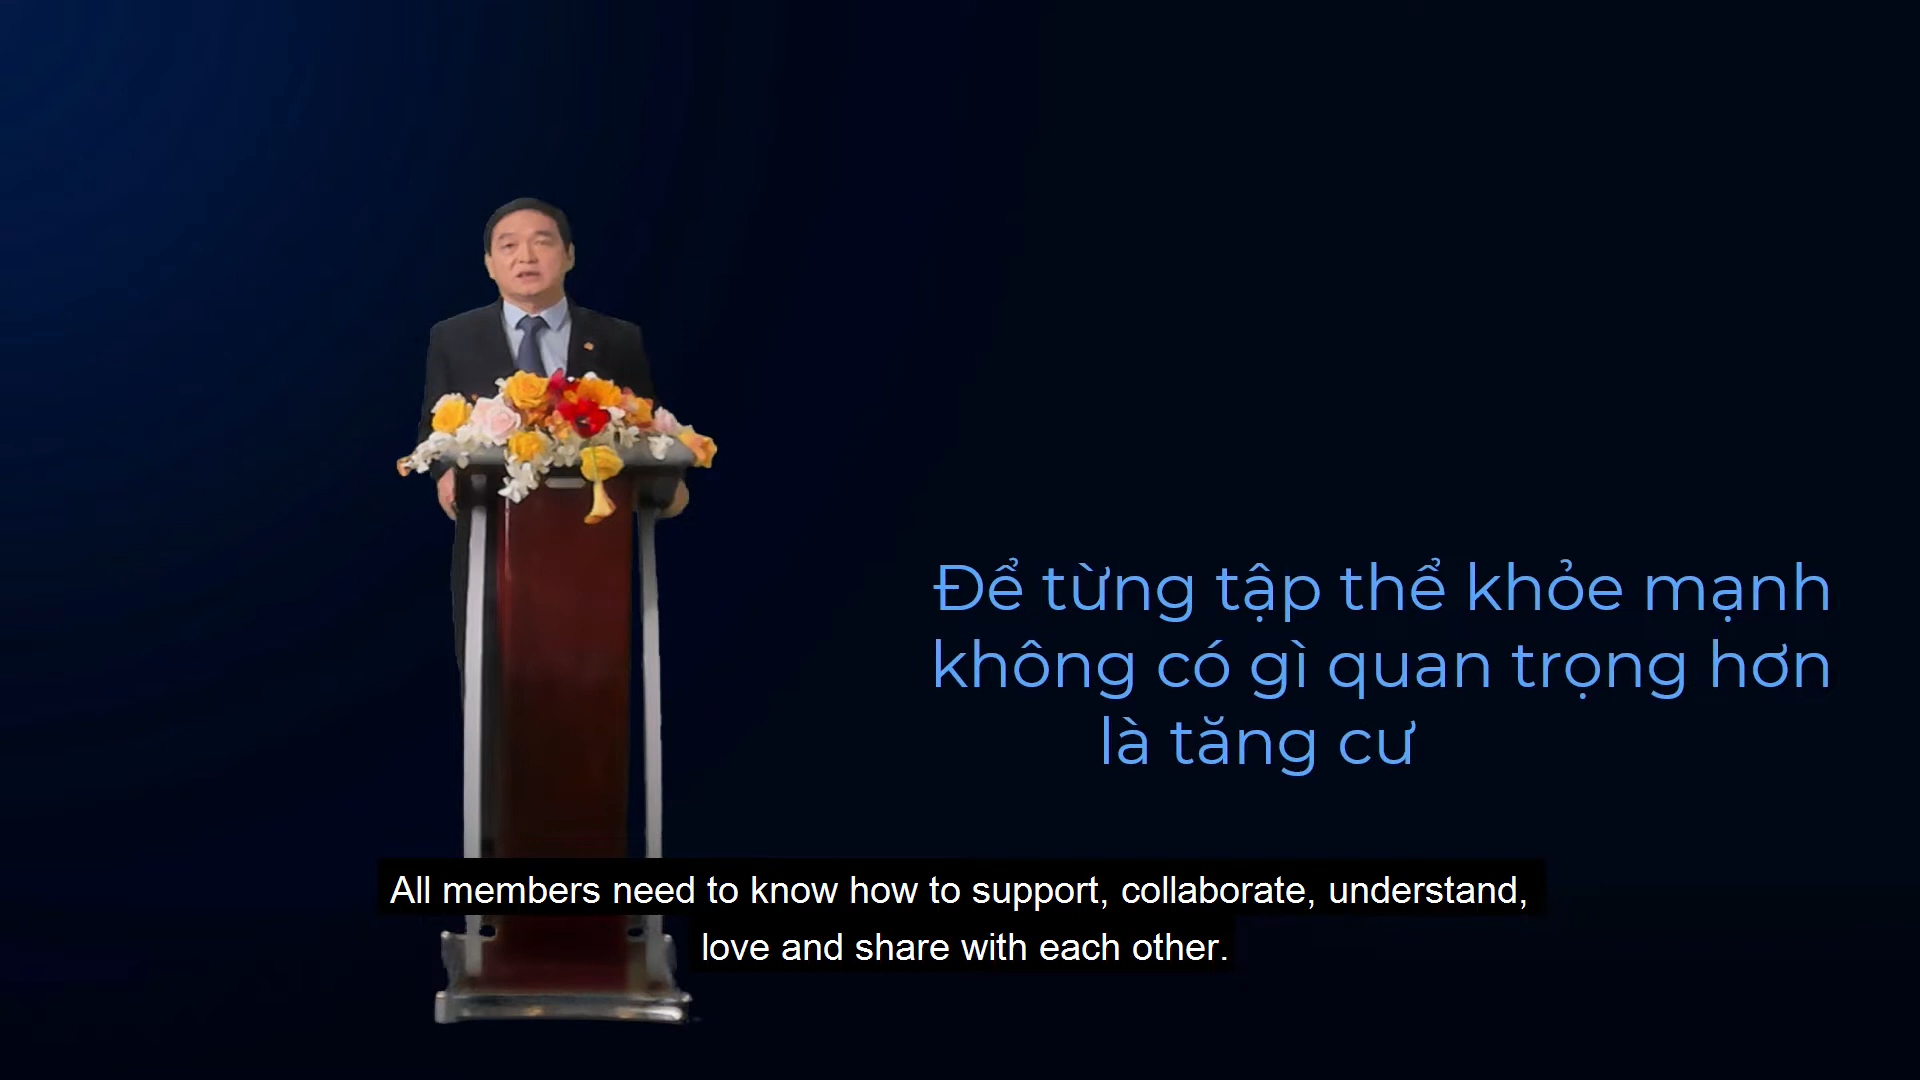 Để từng tập thể khỏe mạnh
không có gì quan trọng hơn
là tăng cư
All members need to know how to support, collaborate, understand,
love and share with each other.